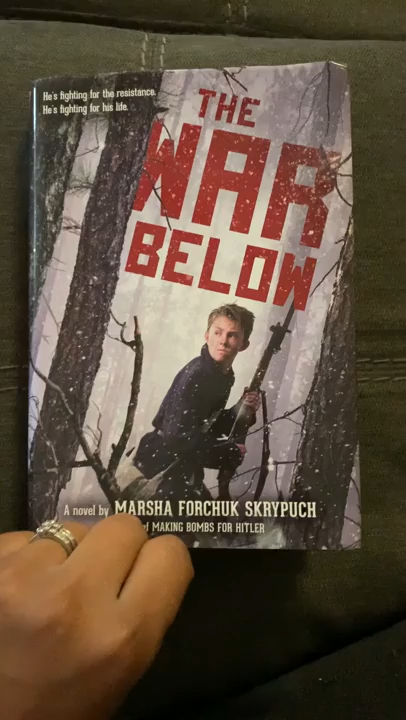 He's fighting for the resistance.
He's fighting for his life.
THE
WAR
BELOW
A novel by MARSHA FORCHUK SKRYPUCH
of MAKING BOMBS FOR HITLER